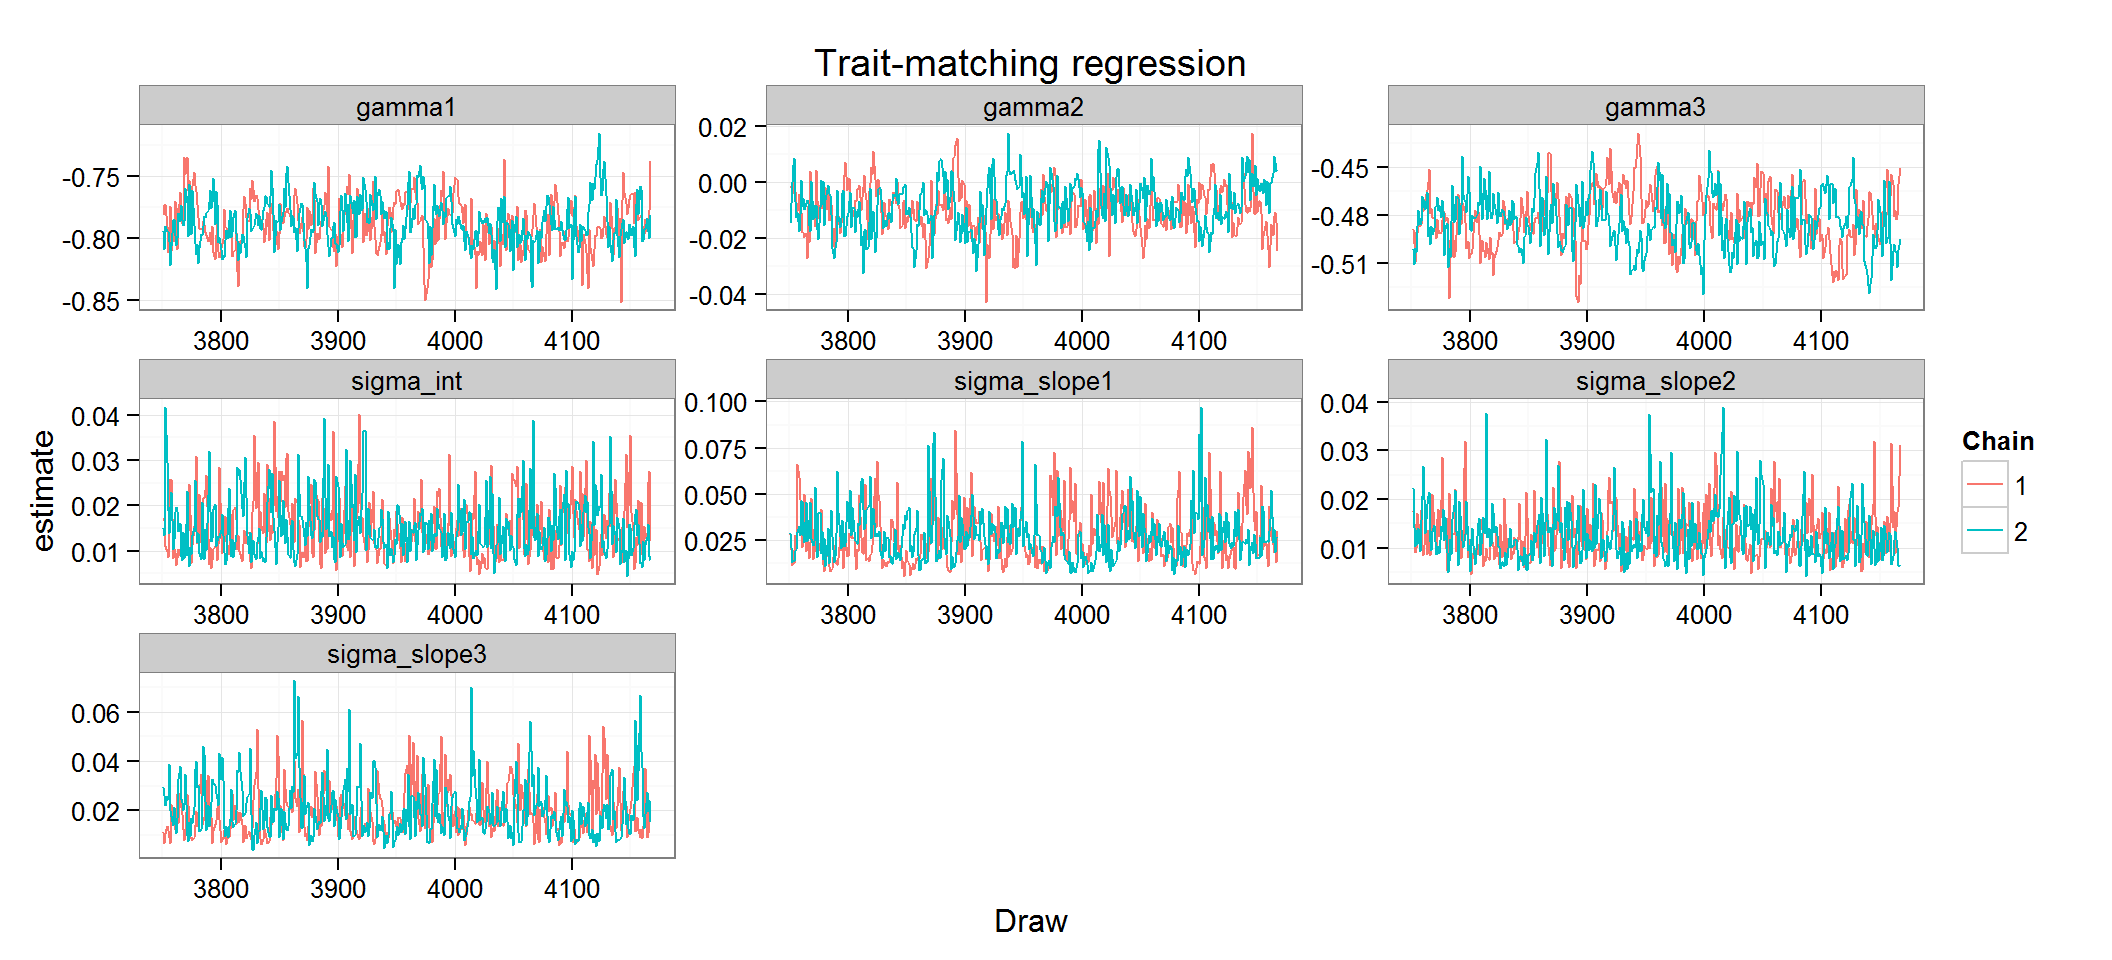 Trait-matching regression
gamma1
gamma2
gamma3
-0.75
-0.80
-0.85
0.02
0.00
-0.02
-0.04
-0.45
-0.48
-0.51
3800 3900 4000 4100
3800 3900 4000 4100
3800 3900 4000 4100
sigma_int
sigma_slope1
sigma_slope2
0.04
0.03
0.02
0.01
0.100
0.075
0.050
0.025
0.04
0.03
0.02
0.01
3800 3900 4000 4100
3800 3900 4000 4100
3800 3900 4000 4100
sigma_slope3
0.06
0.04
0.02
3800 3900 4000 4100
estimate
Draw
Chain
1
2